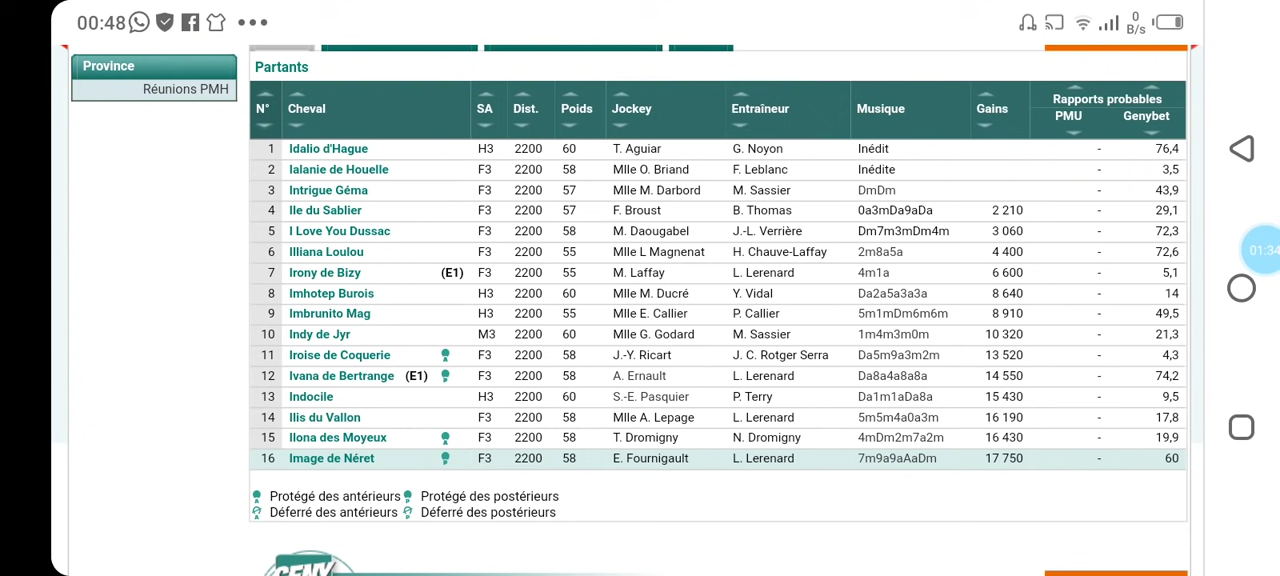 00:48
0
B/s
Province
Réunions PMH
Partants
N° Cheval SA Dist. Poids Jockey Entraîneur Musique Gains Rapports probables
PMU Genybet
1 Idalio d'Hague H3 2200 60 T. Aguiar G. Noyon Inédit - 76,4
2 Ialanie de Houelle F3 2200 58 Mlle O. Briand F. Leblanc Inédite - 3,5
3 Intrigue Géma F3 2200 57 Mlle M. Darbord M. Sassier DmDm - 43,9
4 Ile du Sablier F3 2200 57 F. Broust B. Thomas 0a3mDa9aDa 2 210 - 29,1
5 I Love You Dussac F3 2200 58 M. Daougabel J.-L. Verrière Dm7m3mDm4m 3 060 - 72,3
6 Illiana Loulou F3 2200 55 Mlle L Magnenat H. Chauve-Laffay 2m8a5a 4 400 - 72,6
7 Irony de Bizy (E1) F3 2200 55 M. Laffay L. Lerenard 4m1a 6 600 - 5,1
8 Imhotep Burois H3 2200 60 Mlle M. Ducré Y. Vidal Da2a5a3a3a 8 640 - 14
9 Imbrunito Mag H3 2200 55 Mlle E. Callier P. Callier 5m1mDm6m6m 8 910 - 49,5
10 Indy de Jyr M3 2200 60 Mlle G. Godard M. Sassier 1m4m3m0m 10 320 - 21,3
11 Iroise de Coquerie A F3 2200 58 J.-Y. Ricart J. C. Rotger Serra Da5m9a3m2m 13 520 - 4,3
12 Ivana de Bertrange (E1) P F3 2200 58 A. Ernault L. Lerenard Da8a4a8a8a 14 550 - 74,2
13 Indocile H3 2200 60 S.-E. Pasquier P. Terry Da1m1aDa8a 15 430 - 9,5
14 Ilis du Vallon F3 2200 58 Mlle A. Lepage L. Lerenard 5m5m4a0a3m 16 190 - 17,8
15 Ilona des Moyeux A F3 2200 58 T. Dromigny N. Dromigny 4mDm2m7a2m 16 430 - 19,9
16 Image de Néret P F3 2200 58 E. Fournigault L. Lerenard 7m9a9aAaDm 17 750 - 60
A Protégé des antérieurs P Protégé des postérieurs
A Déferré des antérieurs P Déferré des postérieurs
GENY
01:34